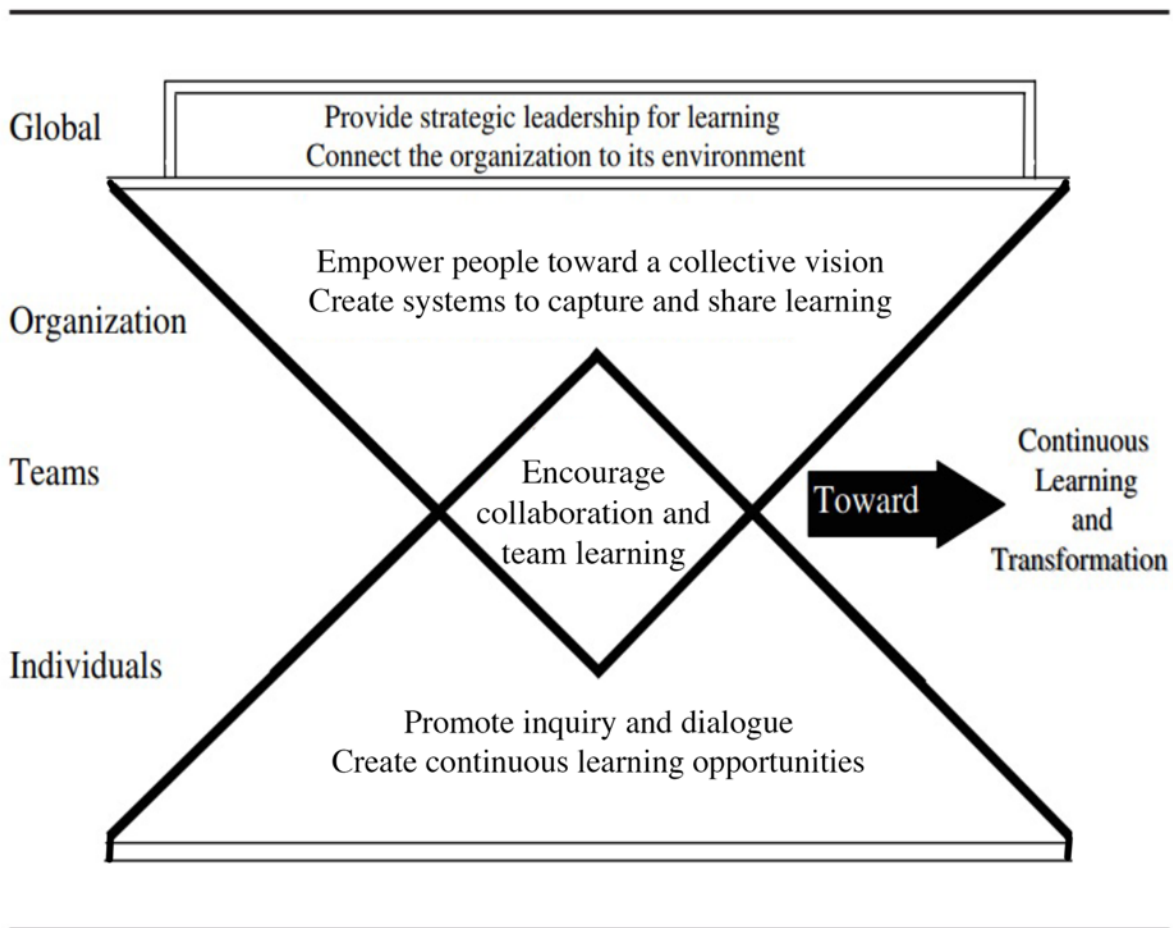 Global
Provide strategic leadership for learning
Connect the organization to its environment
Empower people toward a collective vision
Create systems to capture and share learning
Organization
Teams
Encourage
collaboration and
team learning
Toward
Continuous
Learning
and
Transformation
Individuals
Promote inquiry and dialogue
Create continuous learning opportunities